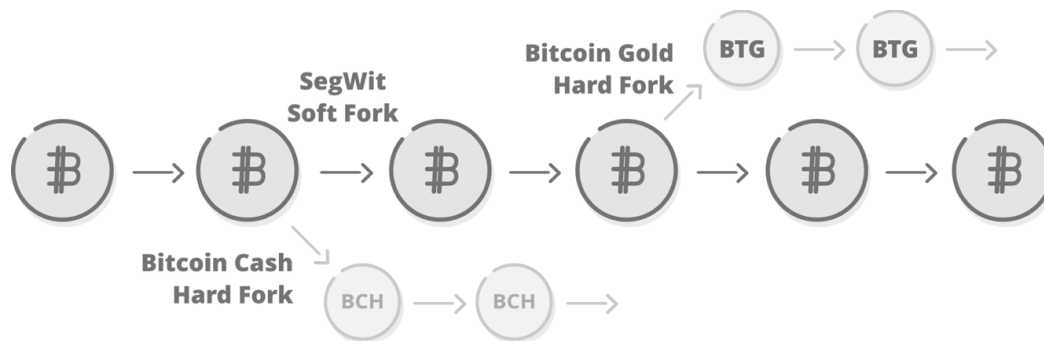 Bitcoin Gold
Hard Fork
BTG
BTG
SegWit
Soft Fork
Bitcoin Cash
Hard Fork
BCH
BCH